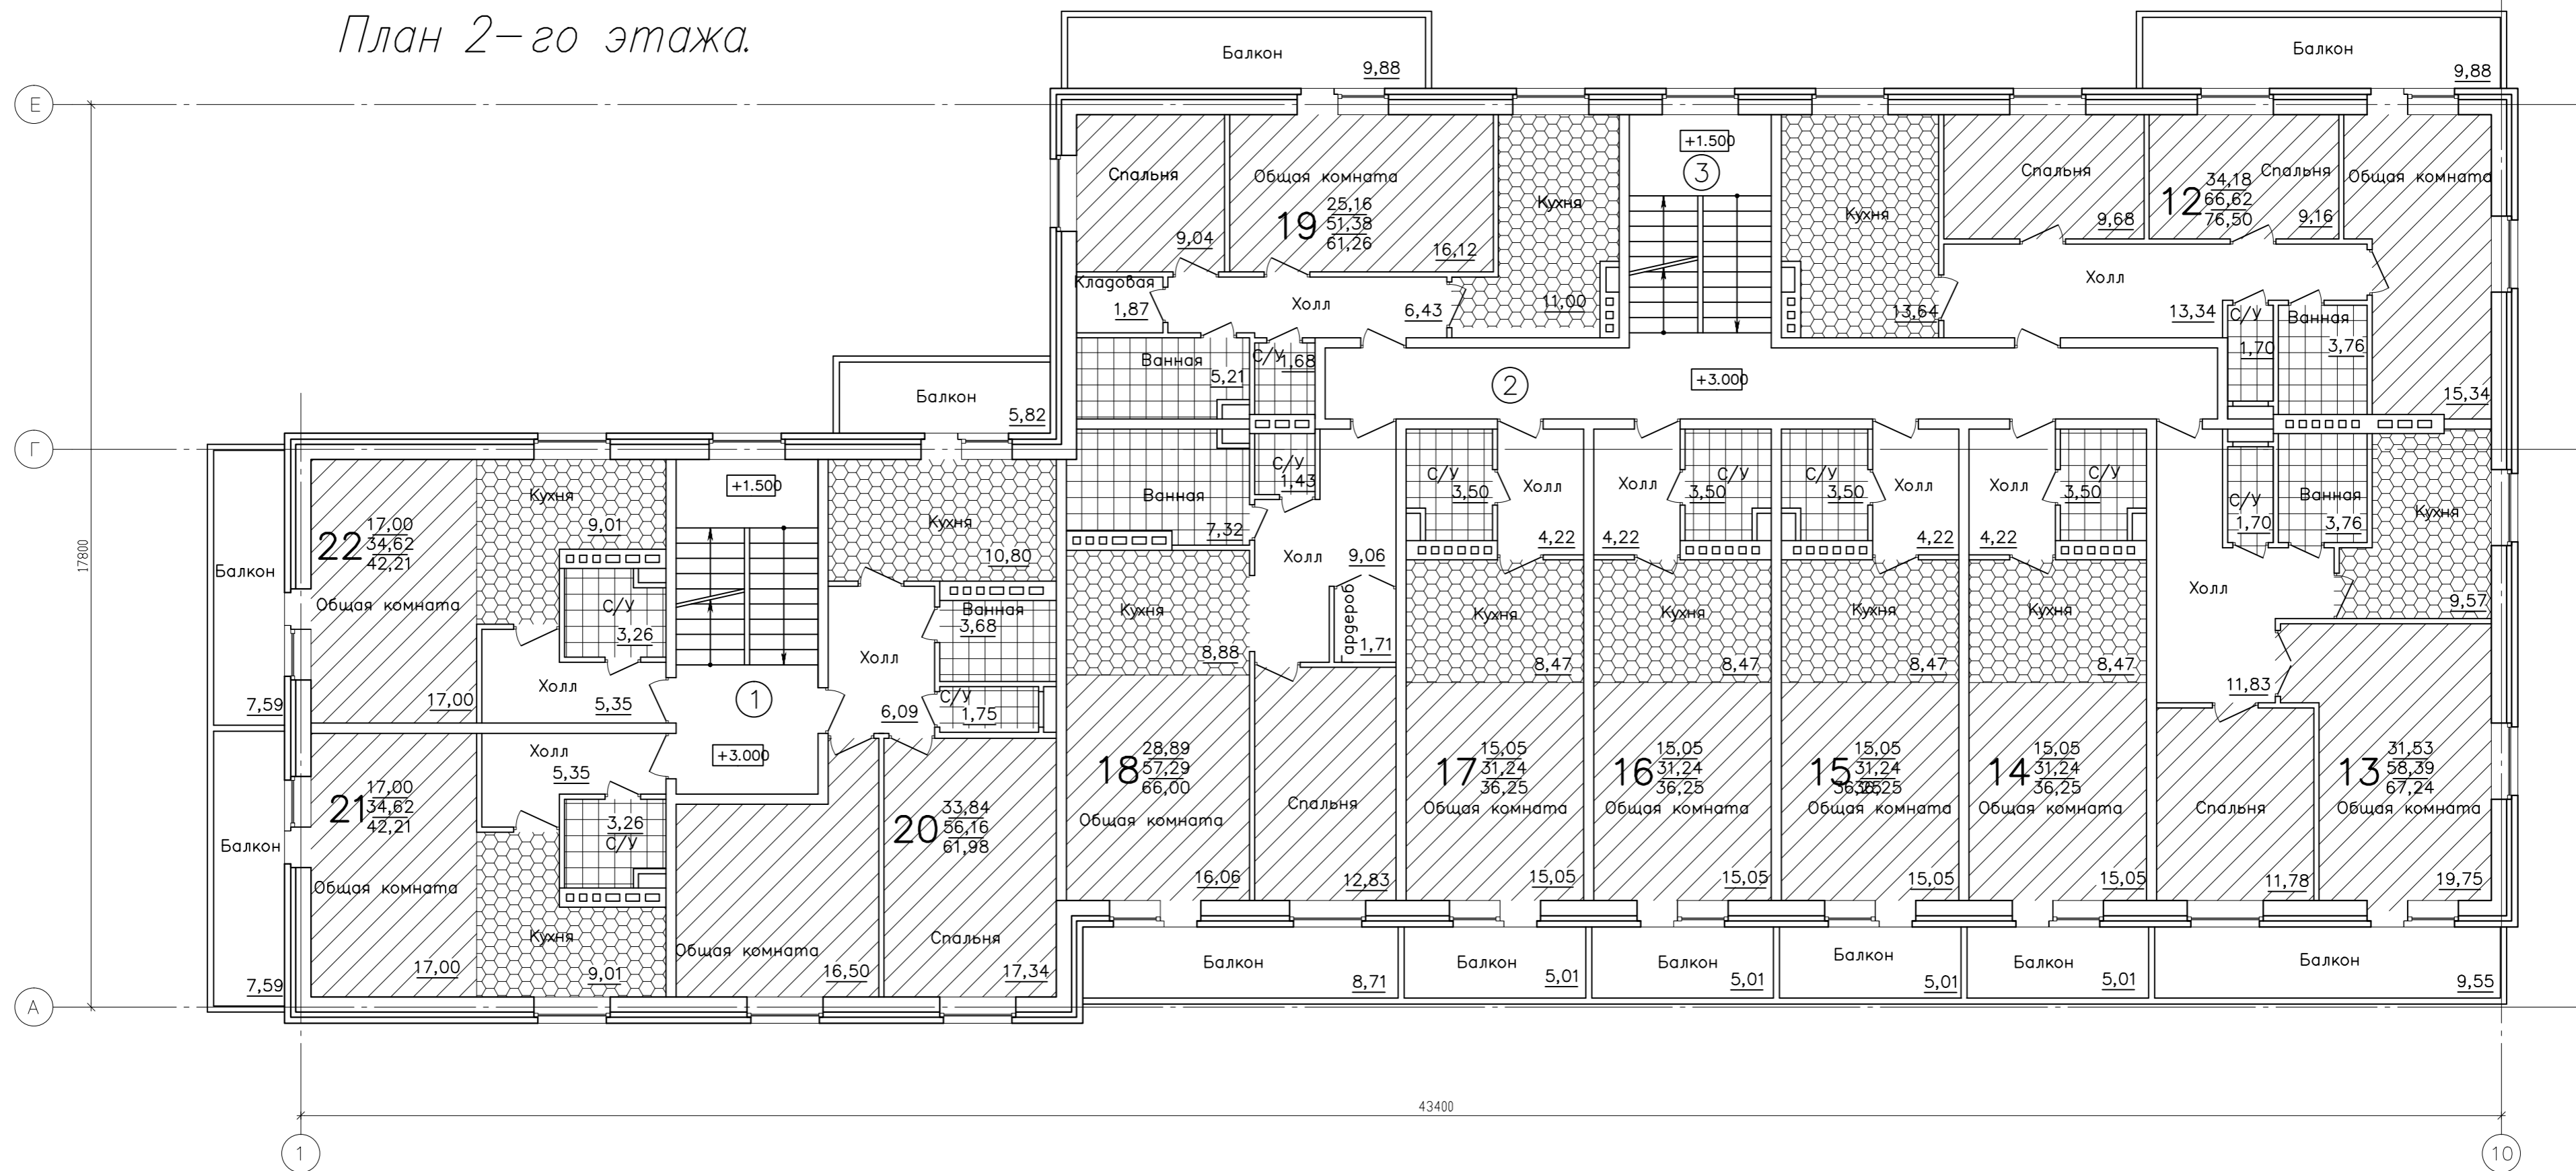 План 2-го этажа.
Балкон
9,88
Балкон
9,88
Е
Г
А
17800
43400
1
10
Спальня
9,04
Общая комната
19
25,16
51,38
61,26
16,12
Кухня
11,00
Кладовая
1,87
Холл
6,43
Ванная
5,21
С/У
1,68
+1.500
3
Кухня
13,64
Спальня
9,68
12
34,18
66,62
76,50
Спальня
9,16
Общая комната
15,34
Холл
13,34
С/У
1,70
Ванная
3,76
2
+3.000
Балкон
5,82
Балкон
7,59
22
17,00
34,62
42,21
Общая комната
17,00
Кухня
9,01
С/У
3,26
Холл
5,35
+1.500
1
+3.000
Балкон
7,59
21
17,00
34,62
42,21
Общая комната
17,00
Холл
5,35
3,26
С/У
Кухня
9,01
Кухня
10,80
Ванная
3,68
Холл
6,09
С/У
1,75
Общая комната
16,50
20
33,84
56,16
61,98
Спальня
17,34
Ванная
7,32
С/У
1,43
Холл
9,06
Гардероб
1,71
Кухня
8,88
18
28,89
57,29
66,00
Общая комната
16,06
Спальня
12,83
Балкон
8,71
С/У
3,50
Холл
4,22
Кухня
8,47
17
15,05
31,24
36,25
Общая комната
15,05
Балкон
5,01
Холл
4,22
С/У
3,50
Кухня
8,47
16
15,05
31,24
36,25
Общая комната
15,05
Балкон
5,01
С/У
3,50
Холл
4,22
Кухня
8,47
15
15,05
31,24
36,25
Общая комната
15,05
Балкон
5,01
Холл
4,22
С/У
3,50
Кухня
8,47
14
15,05
31,24
36,25
Общая комната
15,05
Балкон
5,01
С/У
1,70
Ванная
3,76
Кухня
9,57
Холл
11,83
Спальня
11,78
13
31,53
58,39
67,24
Общая комната
19,75
Балкон
9,55